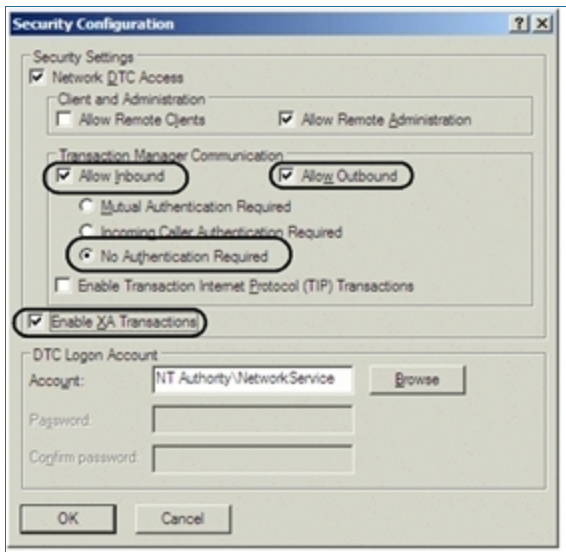 Security Configuration
Security Settings
Network DTC Access
Client and Administration
Allow Remote Clients Allow Remote Administration
Transaction Manager Communication
Allow Inbound Allow Outbound
Mutual Authentication Required
Incoming Caller Authentication Required
No Authentication Required
Enable Transaction Internet Protocol (TIP) Transactions
Enable XA Transactions
DTC Logon Account
Account: NT Authority\NetworkService Browse
Password:
Confirm password:
OK Cancel